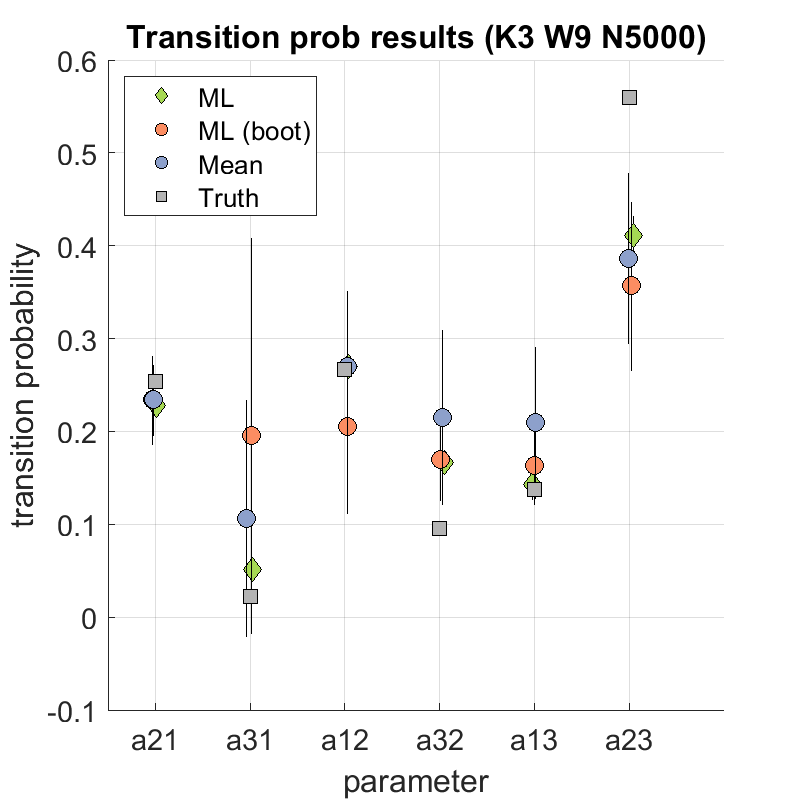 Transition prob results (K3 W9 N5000)
ML
ML (boot)
Mean
Truth
0.6
0.5
0.4
0.3
0.2
0.1
0
-0.1
transition probability
a21
a31
a12
a32
a13
a23
parameter